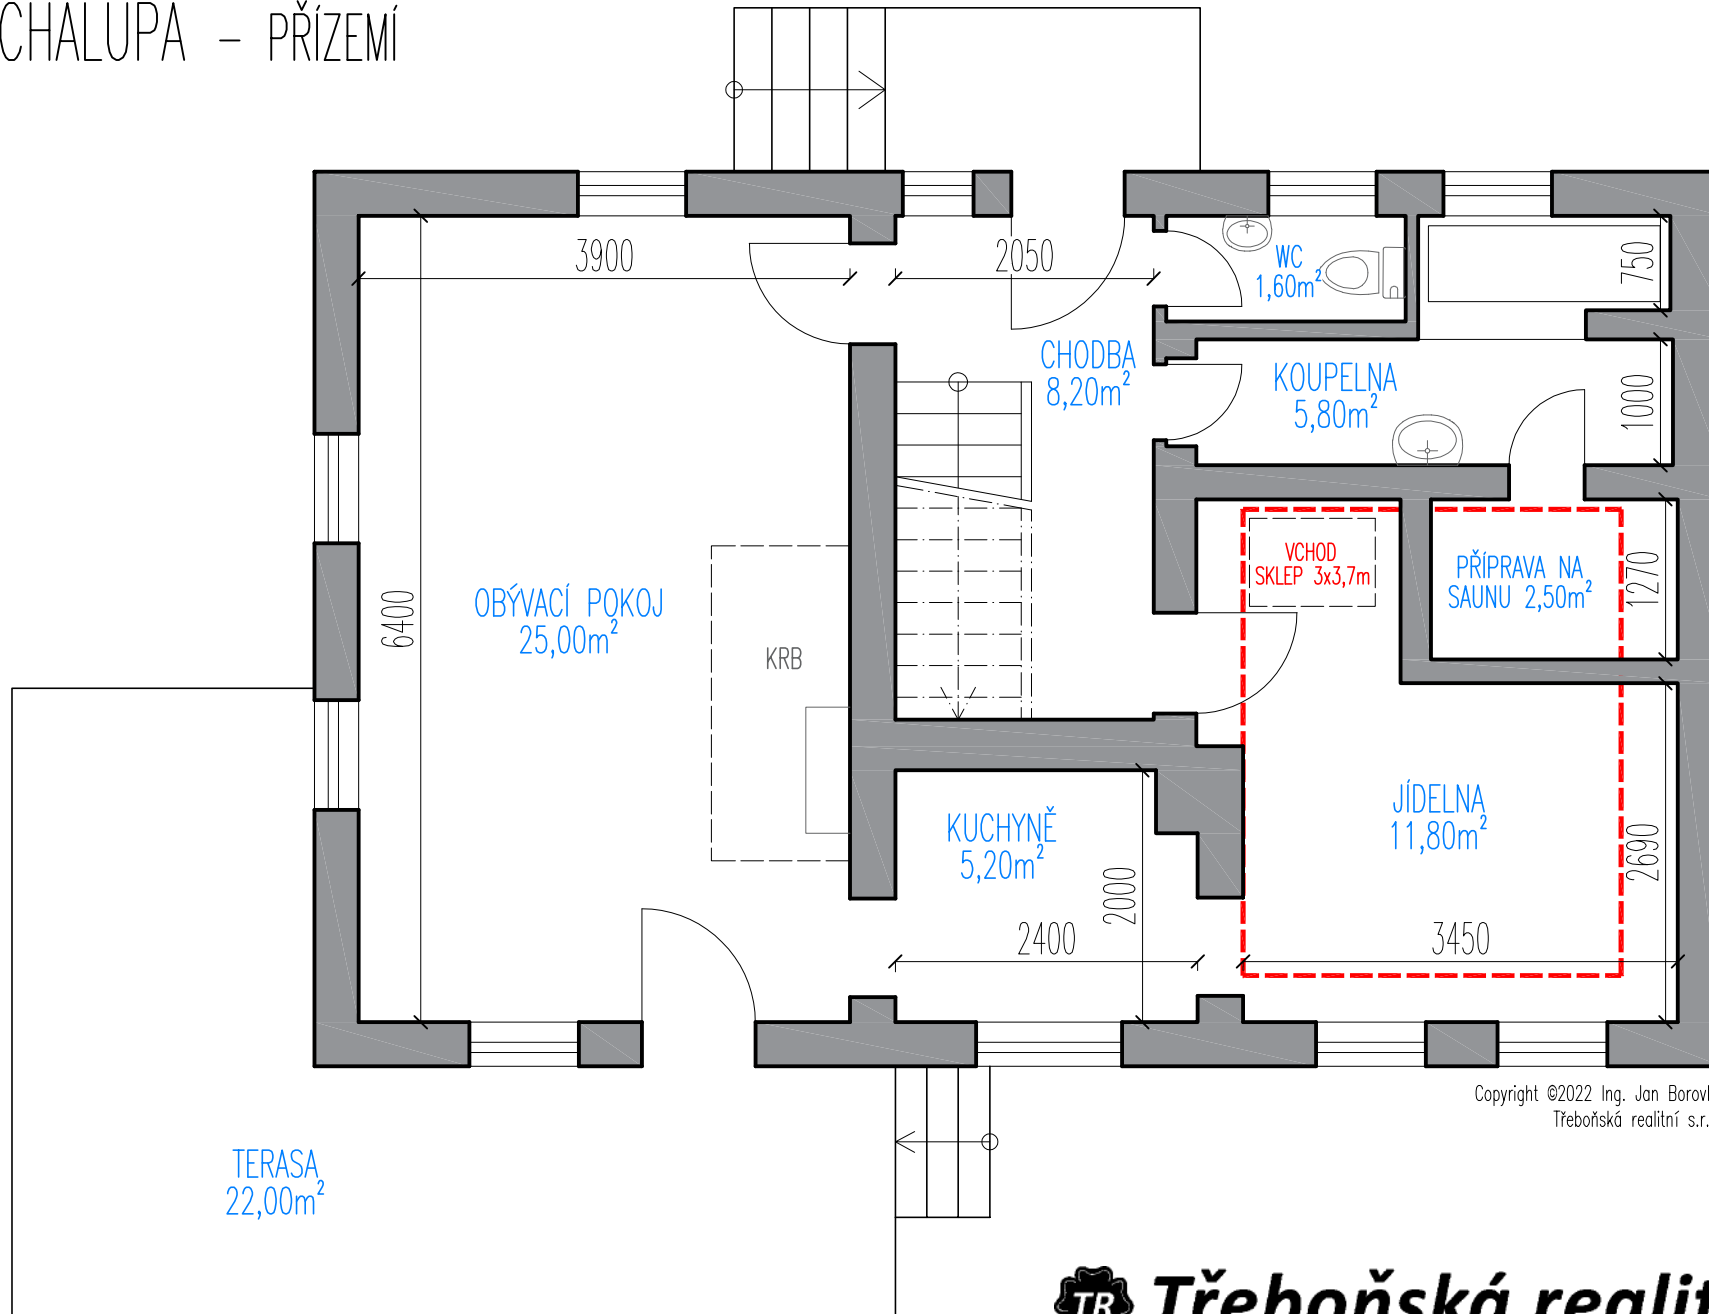 CHALUPA - PŘÍZEMÍ
3900
2050
WC
1,60m²
750
CHODBA
8,20m²
KOUPELNA
5,80m²
1000
VCHOD
SKLEP 3x3,7m
PŘÍPRAVA NA
SAUNU 2,50m²
1270
OBÝVACÍ POKOJ
25,00m²
6400
KRB
JÍDELNA
11,80m²
KUCHYNĚ
5,20m²
2690
2000
2400
3450
Copyright ©2022 Ing. Jan Borovk
Třeboňská realitní s.r.
TERASA
22,00m²
TR Třeboňská realit